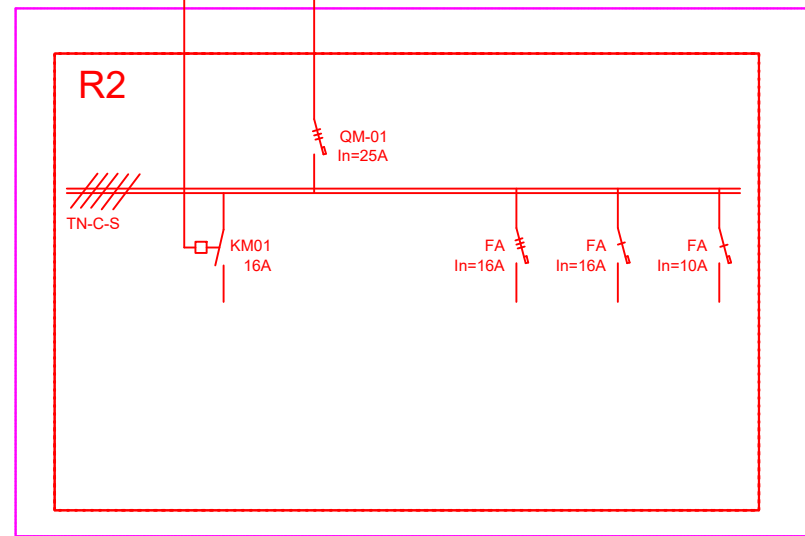 R2
QM-01
In=25A
TN-C-S
KM01
16A
FA
In=16A
FA
In=16A
FA
In=10A